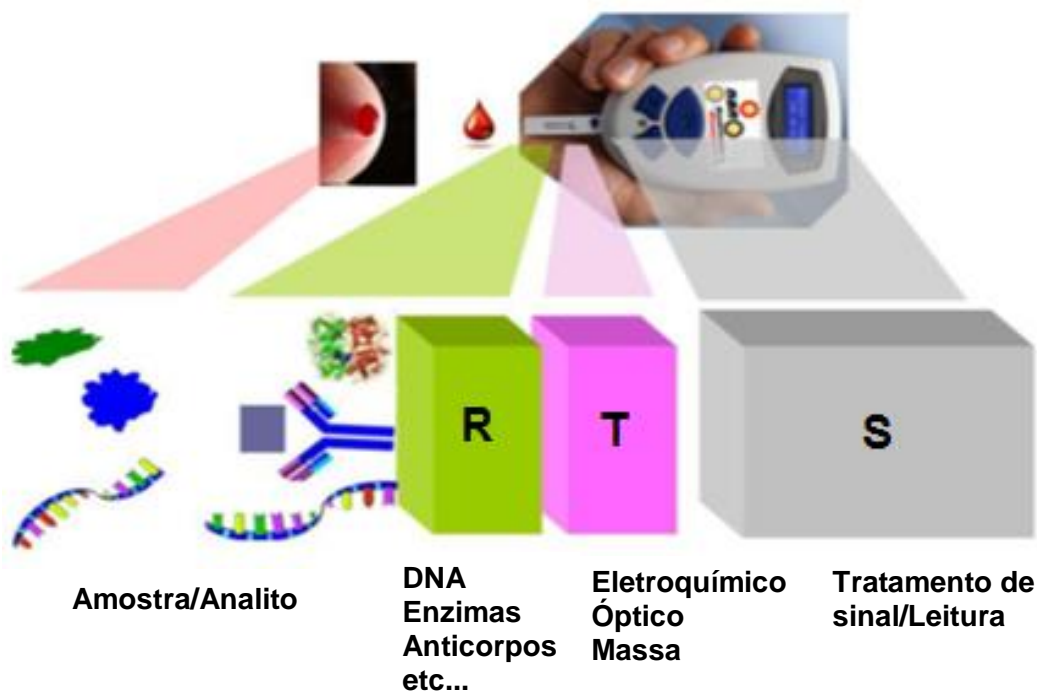 R
T
S
Amostra/Analito
DNA
Enzimas
Anticorpos
etc...
Eletroquímico
Óptico
Massa
Tratamento de
sinal/Leitura